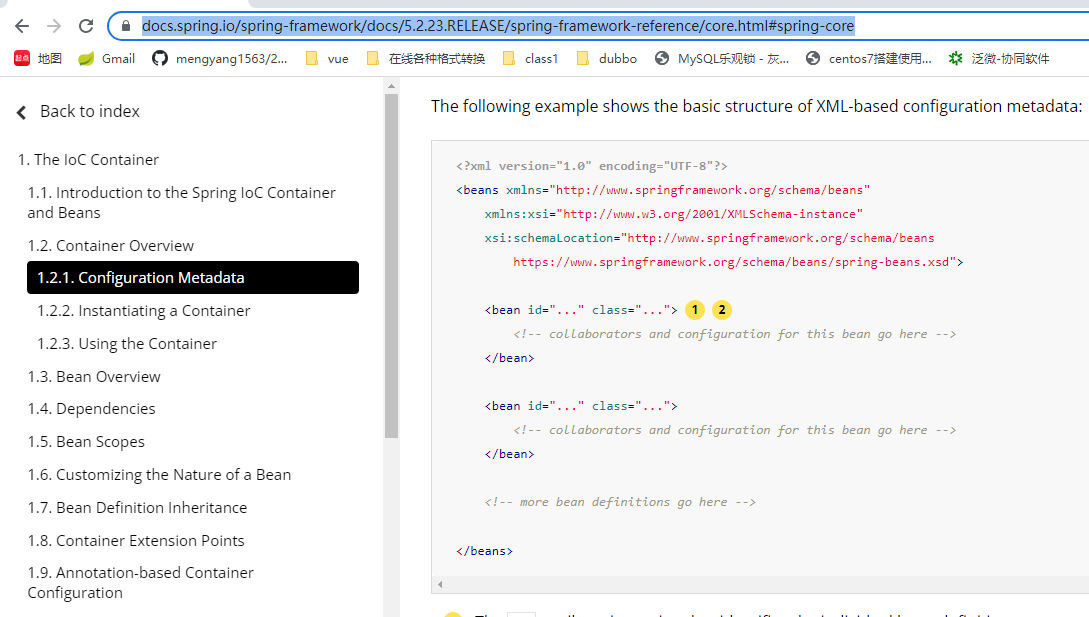 docs.spring.io/spring-framework/docs/5.2.23.RELEASE/spring-framework-reference/core.html#spring-core
起点 地图 Gmail mengyang1563/2... vue 在线各种格式转换 class1 dubbo MySQL乐观锁 - 灰... centos7搭建使用... 泛微-协同软件
Back to index
1. The IoC Container
1.1. Introduction to the Spring IoC Container
and Beans
1.2. Container Overview
1.2.1. Configuration Metadata
1.2.2. Instantiating a Container
1.2.3. Using the Container
1.3. Bean Overview
1.4. Dependencies
1.5. Bean Scopes
1.6. Customizing the Nature of a Bean
1.7. Bean Definition Inheritance
1.8. Container Extension Points
1.9. Annotation-based Container
Configuration
The following example shows the basic structure of XML-based configuration metadata:
<?xml version="1.0" encoding="UTF-8"?>
<beans xmlns="http://www.springframework.org/schema/beans"
xmlns:xsi="http://www.w3.org/2001/XMLSchema-instance"
xsi:schemaLocation="http://www.springframework.org/schema/beans
https://www.springframework.org/schema/beans/spring-beans.xsd">
<bean id="..." class="..."> 1 2
<!-- collaborators and configuration for this bean go here -->
</bean>
<bean id="..." class="...">
<!-- collaborators and configuration for this bean go here -->
</bean>
<!-- more bean definitions go here -->
</beans>